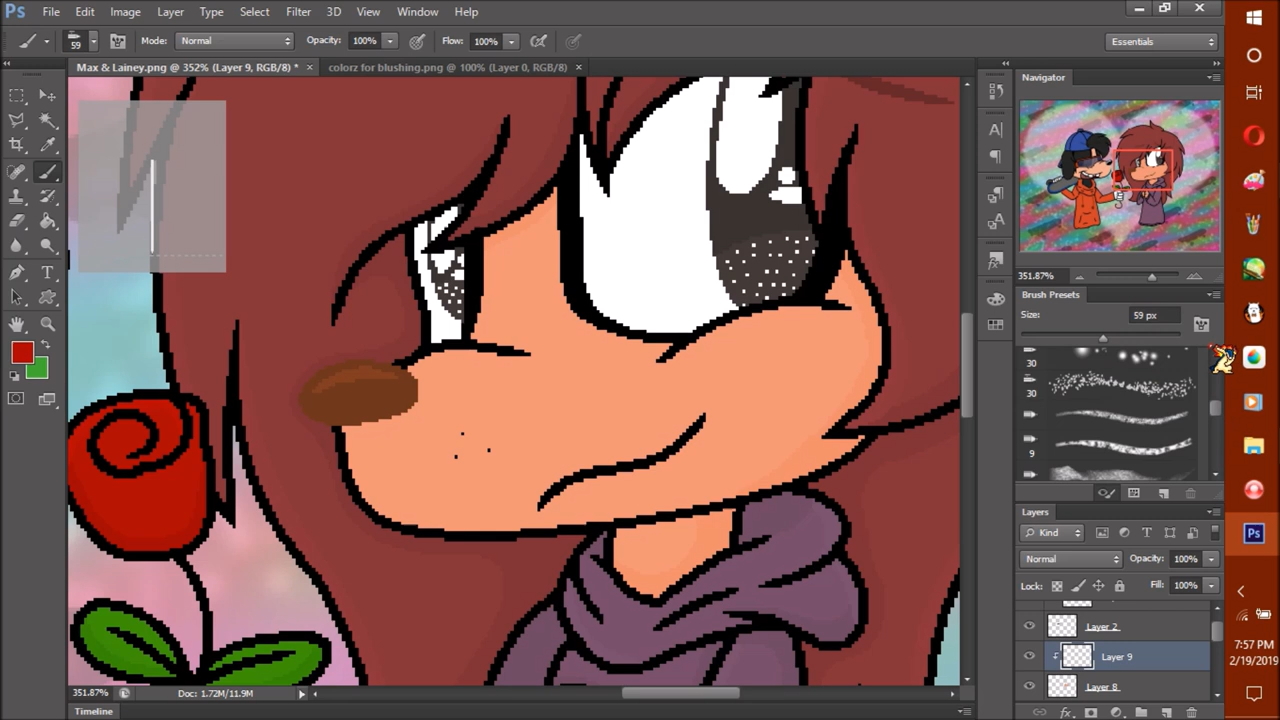 Ps File Edit Image Layer Type Select Filter 3D View Window Help
59 Mode: Normal Opacity: 100% Flow: 100% Essentials
Max & Lainey.png @ 352% (Layer 9, RGB/8) * × colorz for blushing.png @ 100% (Layer 0, RGB/8) ×
Navigator
351.87%
Brush Presets
Size: 59 px
30
30
9
Layers
Kind
Normal Opacity: 100%
Lock: Fill: 100%
Layer 2
Layer 9
Layer 8
351.87% Doc: 1.72M/11.9M
Timeline
Ps
7:57 PM
2/19/2019